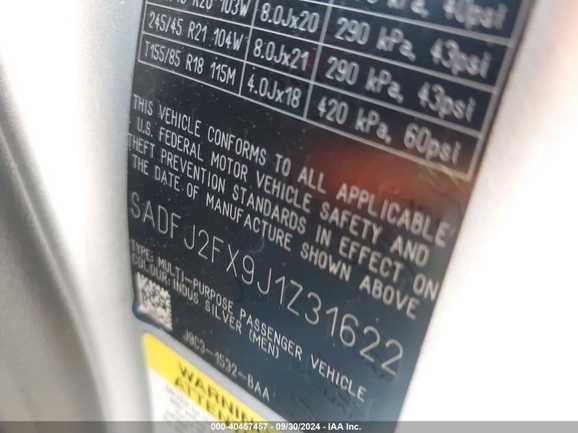 R20 103W 8.0Jx20 290 kPa, 43psi
245/45 R21 104W 8.0Jx21 290 kPa, 43psi
T155/85 R18 115M 4.0Jx18 420 kPa, 60psi
THIS VEHICLE CONFORMS TO ALL APPLICABLE
U.S. FEDERAL MOTOR VEHICLE SAFETY AND
THEFT PREVENTION STANDARDS IN EFFECT ON
THE DATE OF MANUFACTURE SHOWN ABOVE
SADFJ2FX9J1Z31622
TYPE: MULTI-PURPOSE PASSENGER VEHICLE
COLOUR: INDUS SILVER (MEN)
J9C3-1532-BAA
WARNING
00-40457457 - 09/30/2024 - IAA, Inc.